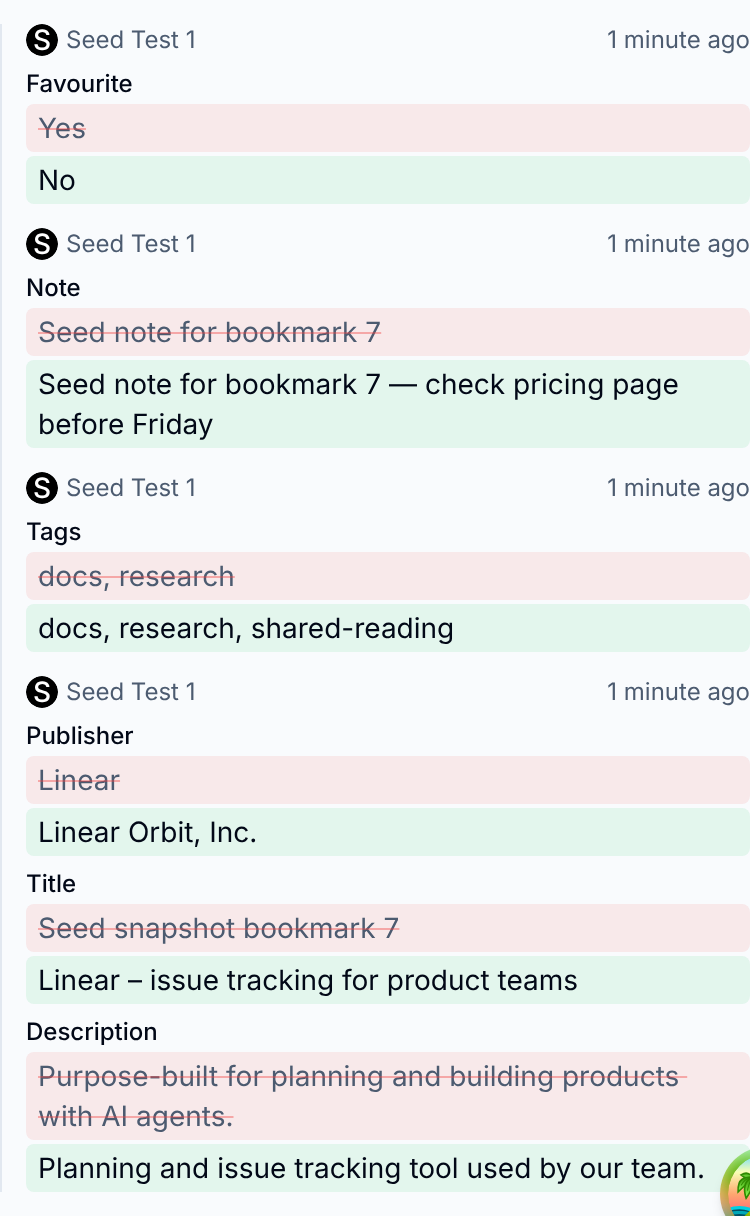 S Seed Test 1 1 minute ago
Favourite
Yes
No
S Seed Test 1 1 minute ago
Note
Seed note for bookmark 7
Seed note for bookmark 7 — check pricing page
before Friday
S Seed Test 1 1 minute ago
Tags
docs, research
docs, research, shared-reading
S Seed Test 1 1 minute ago
Publisher
Linear
Linear Orbit, Inc.
Title
Seed snapshot bookmark 7
Linear – issue tracking for product teams
Description
Purpose-built for planning and building products
with AI agents.
Planning and issue tracking tool used by our team.